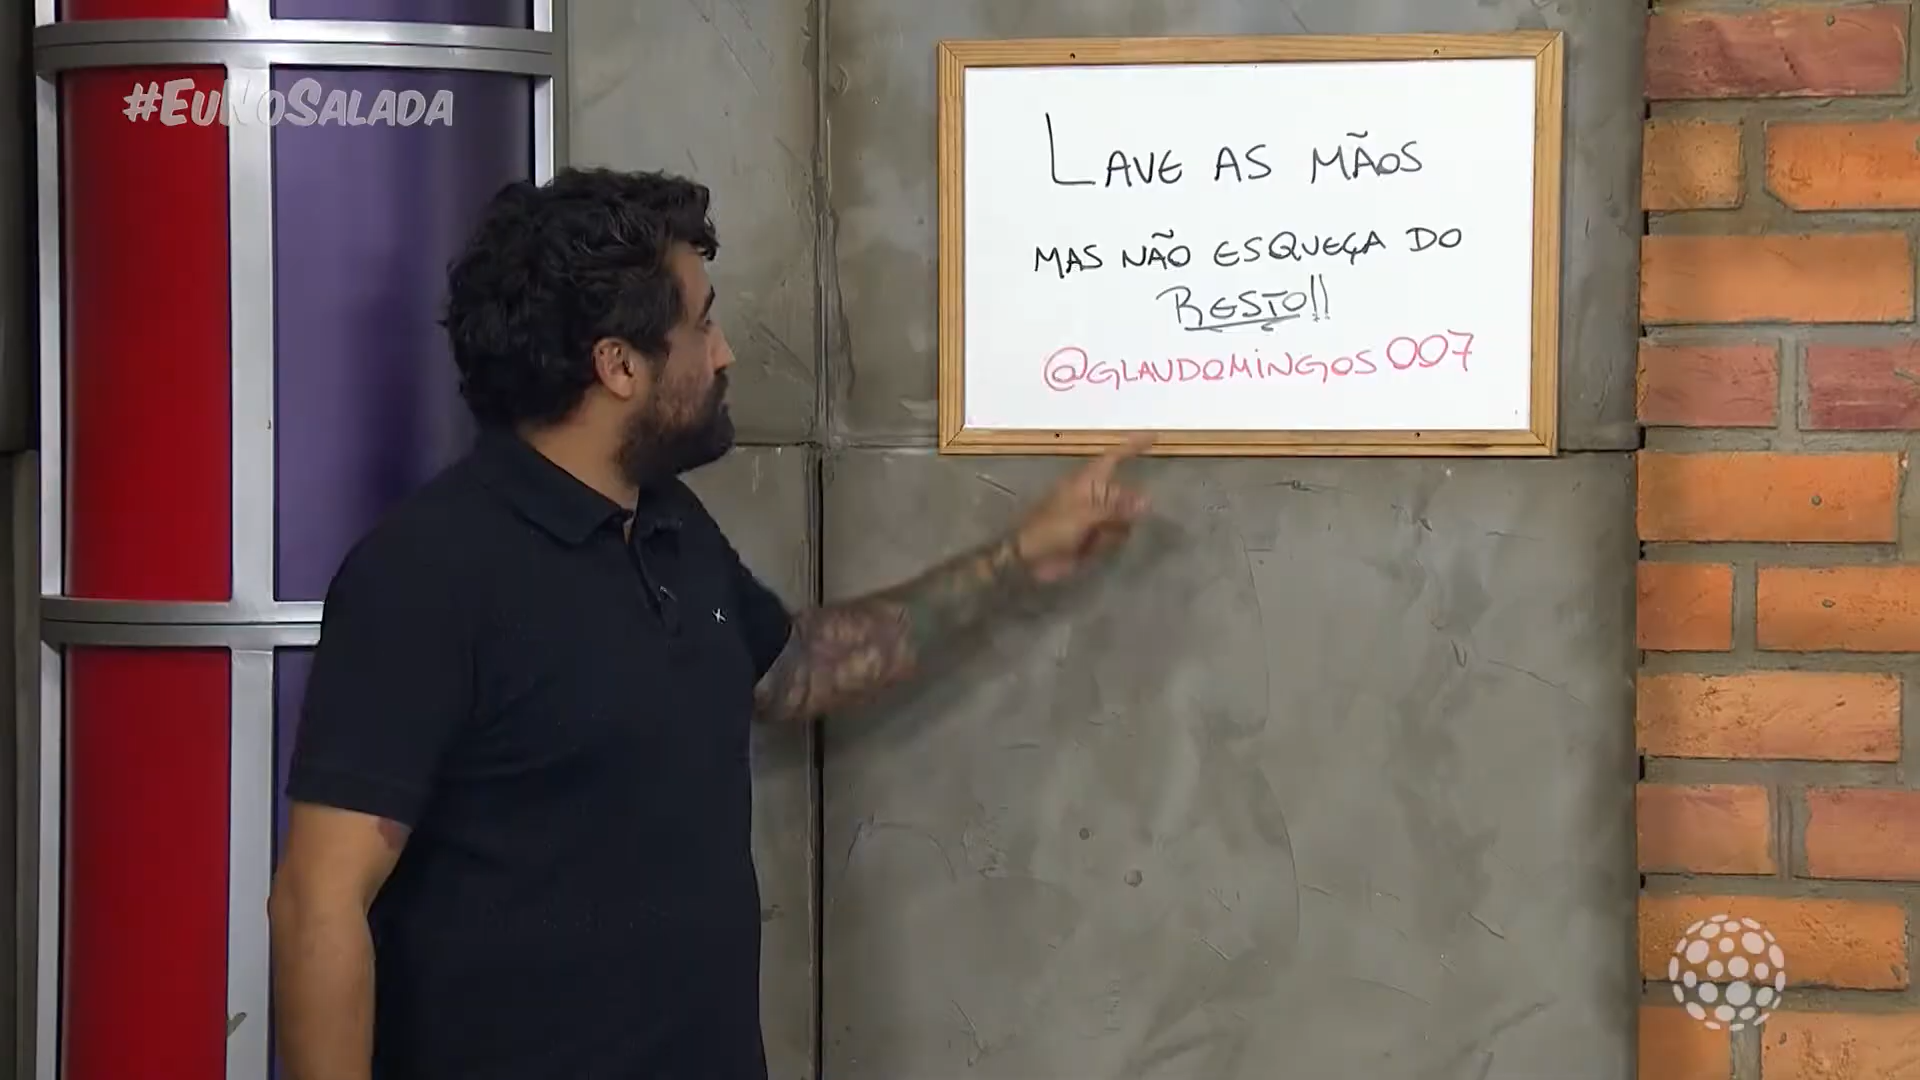 #EuNoSalada
LAVE AS MÃOS
MAS NÃO ESQUEÇA DO
RESTO!!
@GLAUDOMINGOS007